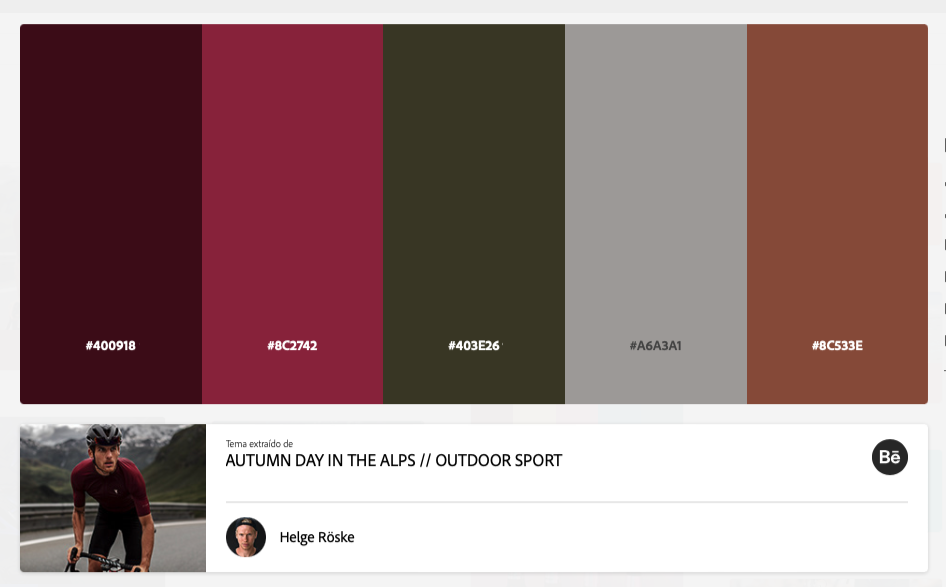 #400918
#8C2742
#403E26
#A6A3A1
#8C533E
Tema extraído de
AUTUMN DAY IN THE ALPS // OUTDOOR SPORT
Bē
Helge Röske